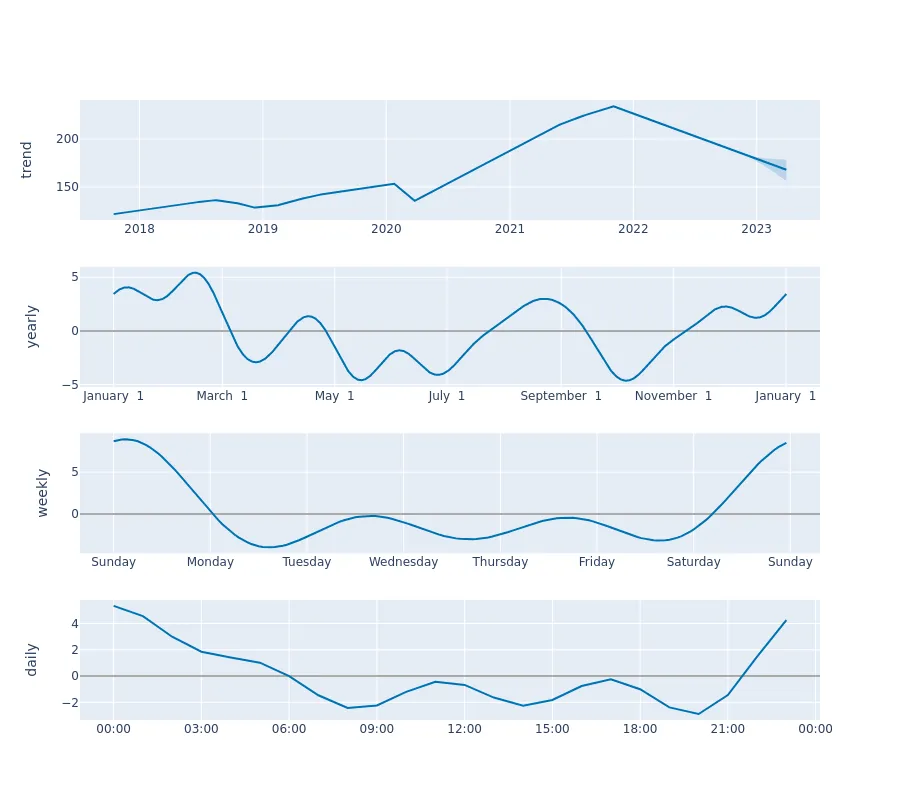 trend
200
150
2018 2019 2020 2021 2022 2023
yearly
5
0
−5
January 1 March 1 May 1 July 1 September 1 November 1 January 1
weekly
5
0
Sunday Monday Tuesday Wednesday Thursday Friday Saturday Sunday
daily
4
2
0
−2
00:00 03:00 06:00 09:00 12:00 15:00 18:00 21:00 00:00